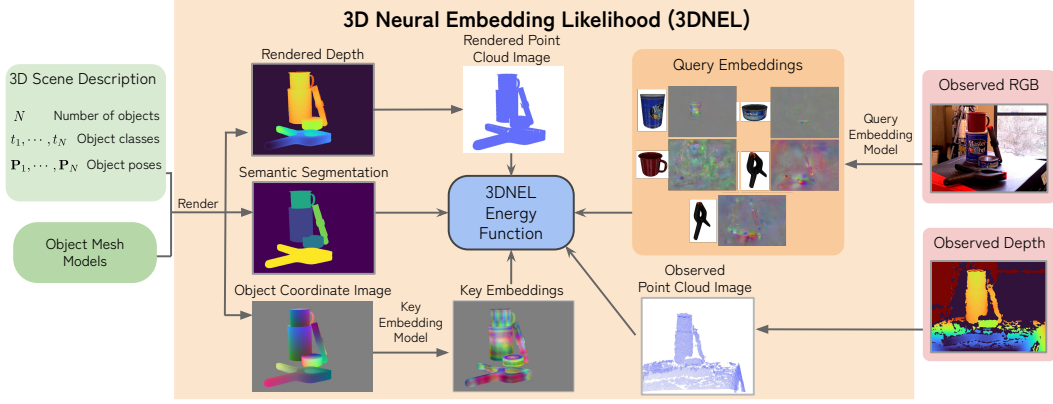 3D Neural Embedding Likelihood (3DNEL)
3D Scene Description
N Number of objects
t₁, ⋯ , t_N Object classes
P₁, ⋯ , P_N Object poses
Object Mesh
Models
Render
Rendered Depth
Semantic Segmentation
Object Coordinate Image
Key
Embedding
Model
Rendered Point
Cloud Image
3DNEL
Energy
Function
Key Embeddings
Query Embeddings
Observed
Point Cloud Image
Query
Embedding
Model
Observed RGB
Observed Depth